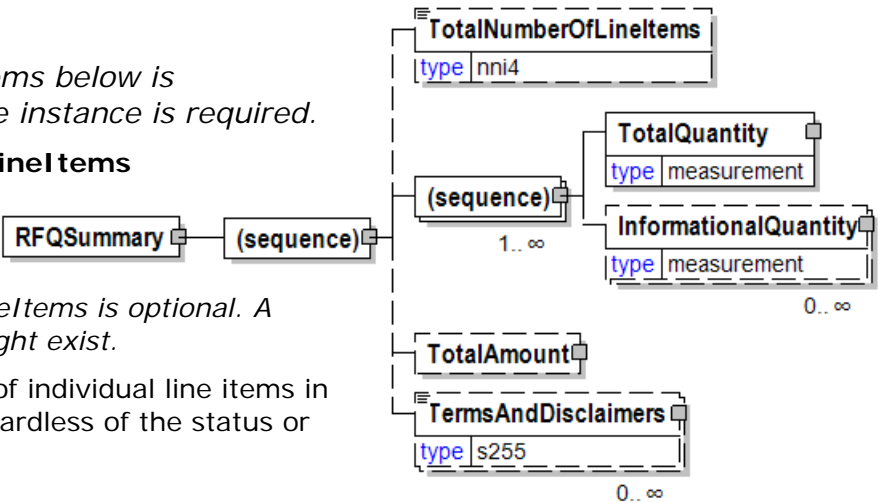 oms below is
e instance is required.
ineItems
eItems is optional. A
ght exist.
of individual line items in
ardless of the status or
RFQSummary
(sequence)
TotalNumberOfLineItems
type nni4
(sequence)
1.. ∞
TotalQuantity
type measurement
InformationalQuantity
type measurement
0.. ∞
TotalAmount
TermsAndDisclaimers
type s255
0.. ∞